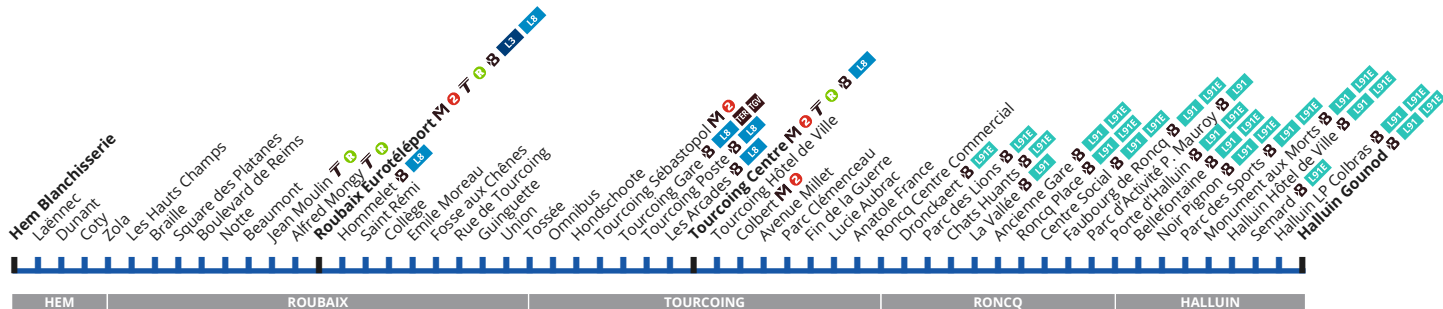 Hem Blanchisserie
Laënnec
Dunant
Coty
Zola
Les Hauts Champs
Braille
Square des Platanes
Boulevard de Reims
Notte
Beaumont
Jean Moulin T R
Alfred Mongy T R
Roubaix Eurotéléport M 2 T R L3 L8
Hommelet L8
Saint Rémi
Collège
Emile Moreau
Fosse aux Chênes
Rue de Tourcoing
Guinguette
Union
Tossée
Omnibus
Hondschoote
Tourcoing Sébastopol M 2
Tourcoing Gare L8 TER TGV
Tourcoing Poste L8
Les Arcades L8
Tourcoing Centre M 2 T R L8
Tourcoing Hôtel de Ville
Colbert M 2
Avenue Millet
Parc Clémenceau
Fin de la Guerre
Lucie Aubrac
Anatole France
Roncq Centre Commercial
Dronckaert L91E
Parc des Lions L91E
Chats Huants L91E
La Vallée L91
Ancienne Gare L91 L91E
Roncq Place L91 L91E
Centre Social L91 L91E
Faubourg de Roncq L91 L91E
Parc d'Activité P. Mauroy L91
Porte d'Halluin L91 L91E
Bellefontaine L91 L91E
Noir Pignon L91 L91E
Parc des Sports L91 L91E
Monument aux Morts L91 L91E
Halluin Hôtel de Ville L91 L91E
Semard L91E
Halluin LP Colbras L91 L91E
Halluin Gounod L91 L91E
HEM ROUBAIX TOURCOING RONCQ HALLUIN